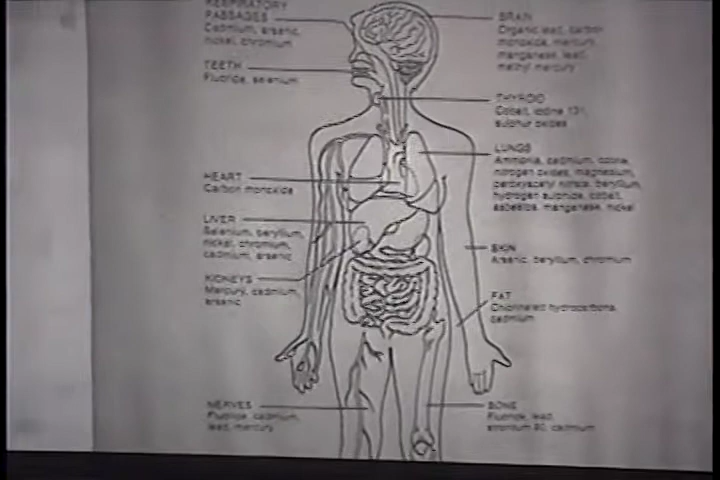 RESPIRATORY
PASSAGES
Cadmium, arsenic,
nickel, chromium
TEETH
Fluoride, selenium
HEART
Carbon monoxide
LIVER
Selenium, beryllium,
nickel, chromium,
cadmium, arsenic
KIDNEYS
Mercury, cadmium,
arsenic
NERVES
Fluoride, cadmium,
lead, mercury
BRAIN
Organic lead, carbon
monoxide, mercury,
manganese, lead,
methyl mercury
THYROID
Cobalt, iodine 131,
sulphur oxides
LUNGS
Ammonia, cadmium, ozone,
nitrogen oxides, magnesium,
peroxyacetyl nitrate, beryllium,
hydrogen sulphide, cobalt,
asbestos, manganese, nickel
SKIN
Arsenic, beryllium, chromium
FAT
Chlorinated hydrocarbons,
cadmium
BONE
Fluoride, lead,
strontium 90, cadmium